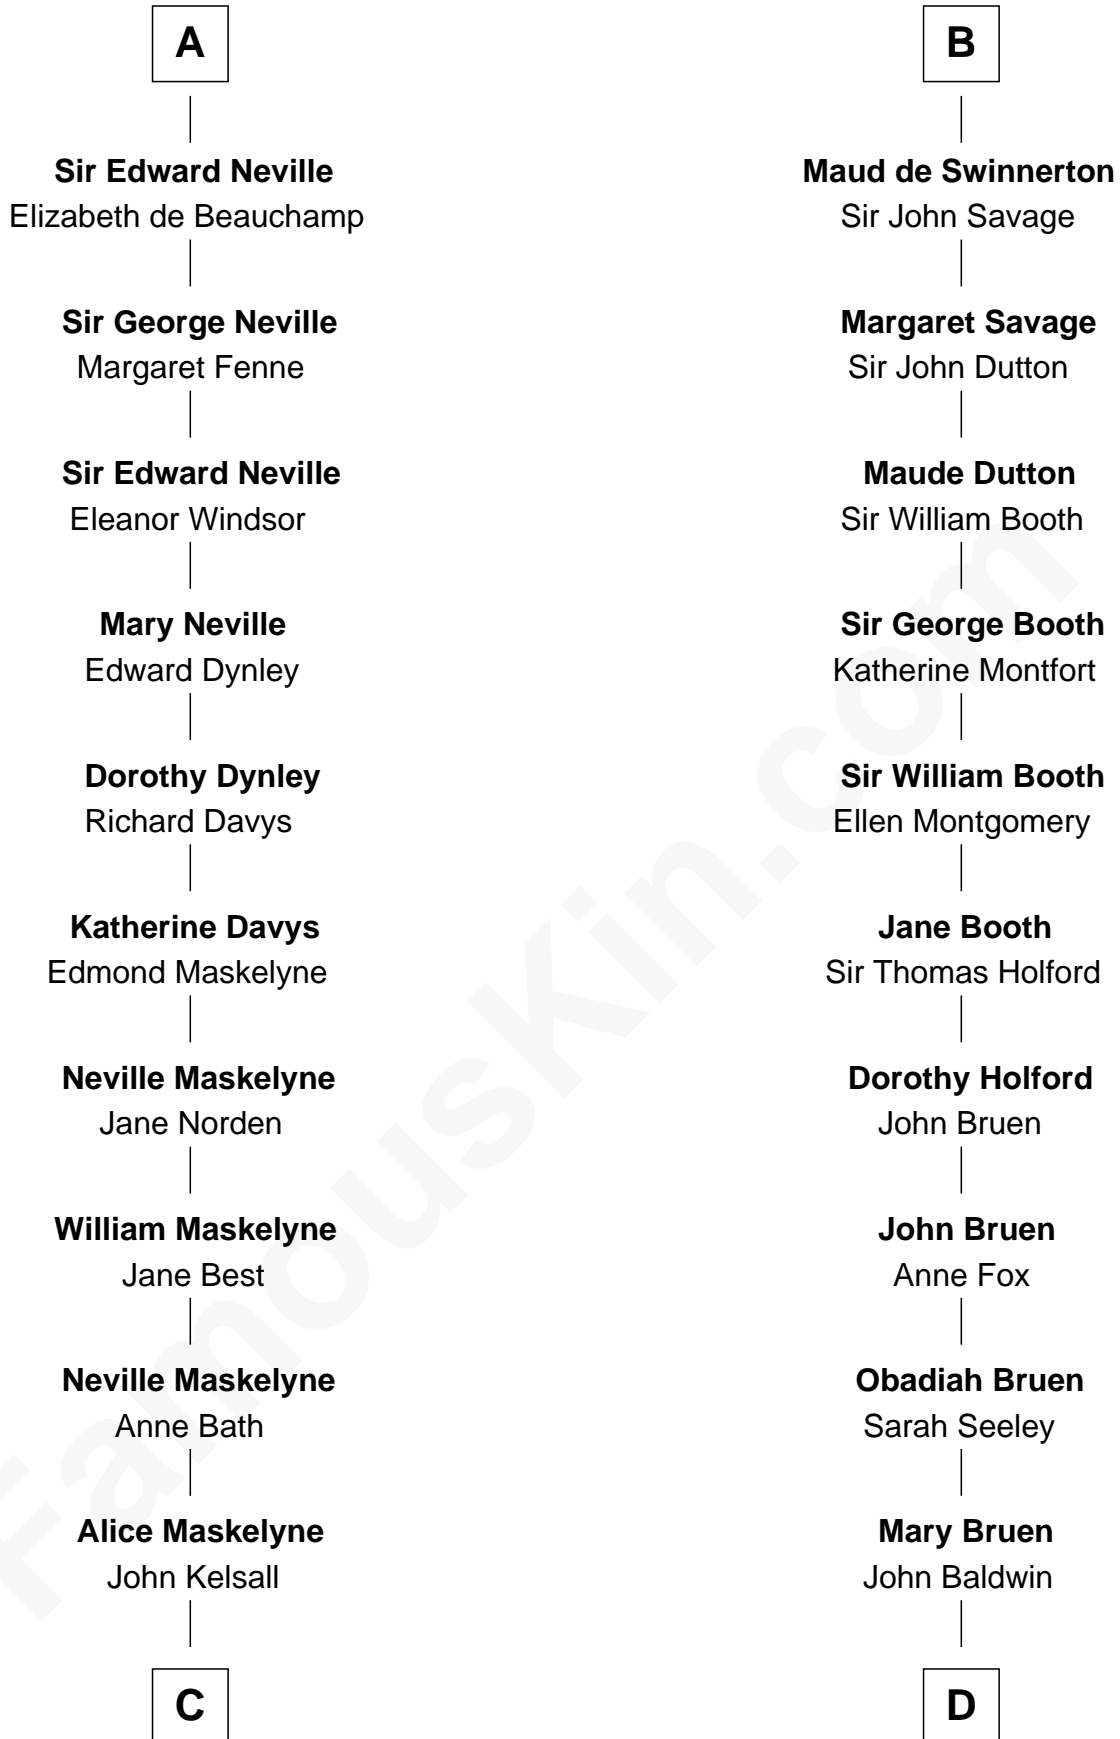 A
Sir Edward Neville
Elizabeth de Beauchamp
Sir George Neville
Margaret Fenne
Sir Edward Neville
Eleanor Windsor
Mary Neville
Edward Dynley
Dorothy Dynley
Richard Davys
Katherine Davys
Edmond Maskelyne
Neville Maskelyne
Jane Norden
William Maskelyne
Jane Best
Neville Maskelyne
Anne Bath
Alice Maskelyne
John Kelsall
C
B
Maud de Swinnerton
Sir John Savage
Margaret Savage
Sir John Dutton
Maude Dutton
Sir William Booth
Sir George Booth
Katherine Montfort
Sir William Booth
Ellen Montgomery
Jane Booth
Sir Thomas Holford
Dorothy Holford
John Bruen
John Bruen
Anne Fox
Obadiah Bruen
Sarah Seeley
Mary Bruen
John Baldwin
D
FamousKin.com